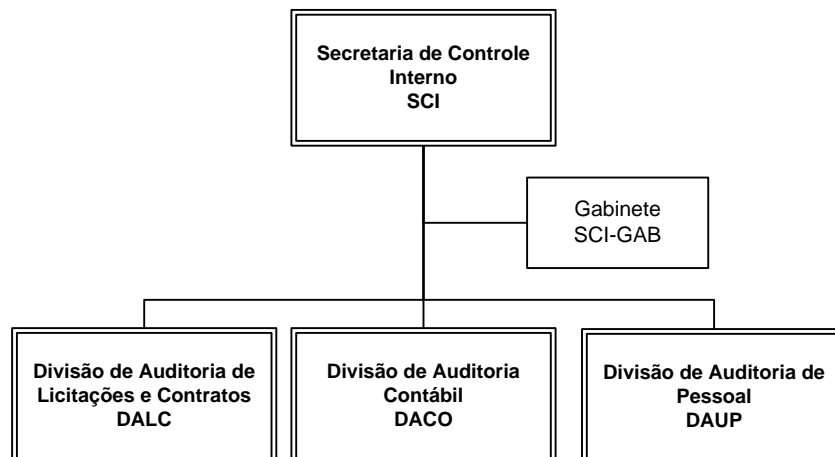 Secretaria de Controle
Interno
SCI
Gabinete
SCI-GAB
Divisão de Auditoria de
Licitações e Contratos
DALC
Divisão de Auditoria
Contábil
DACO
Divisão de Auditoria de
Pessoal
DAUP